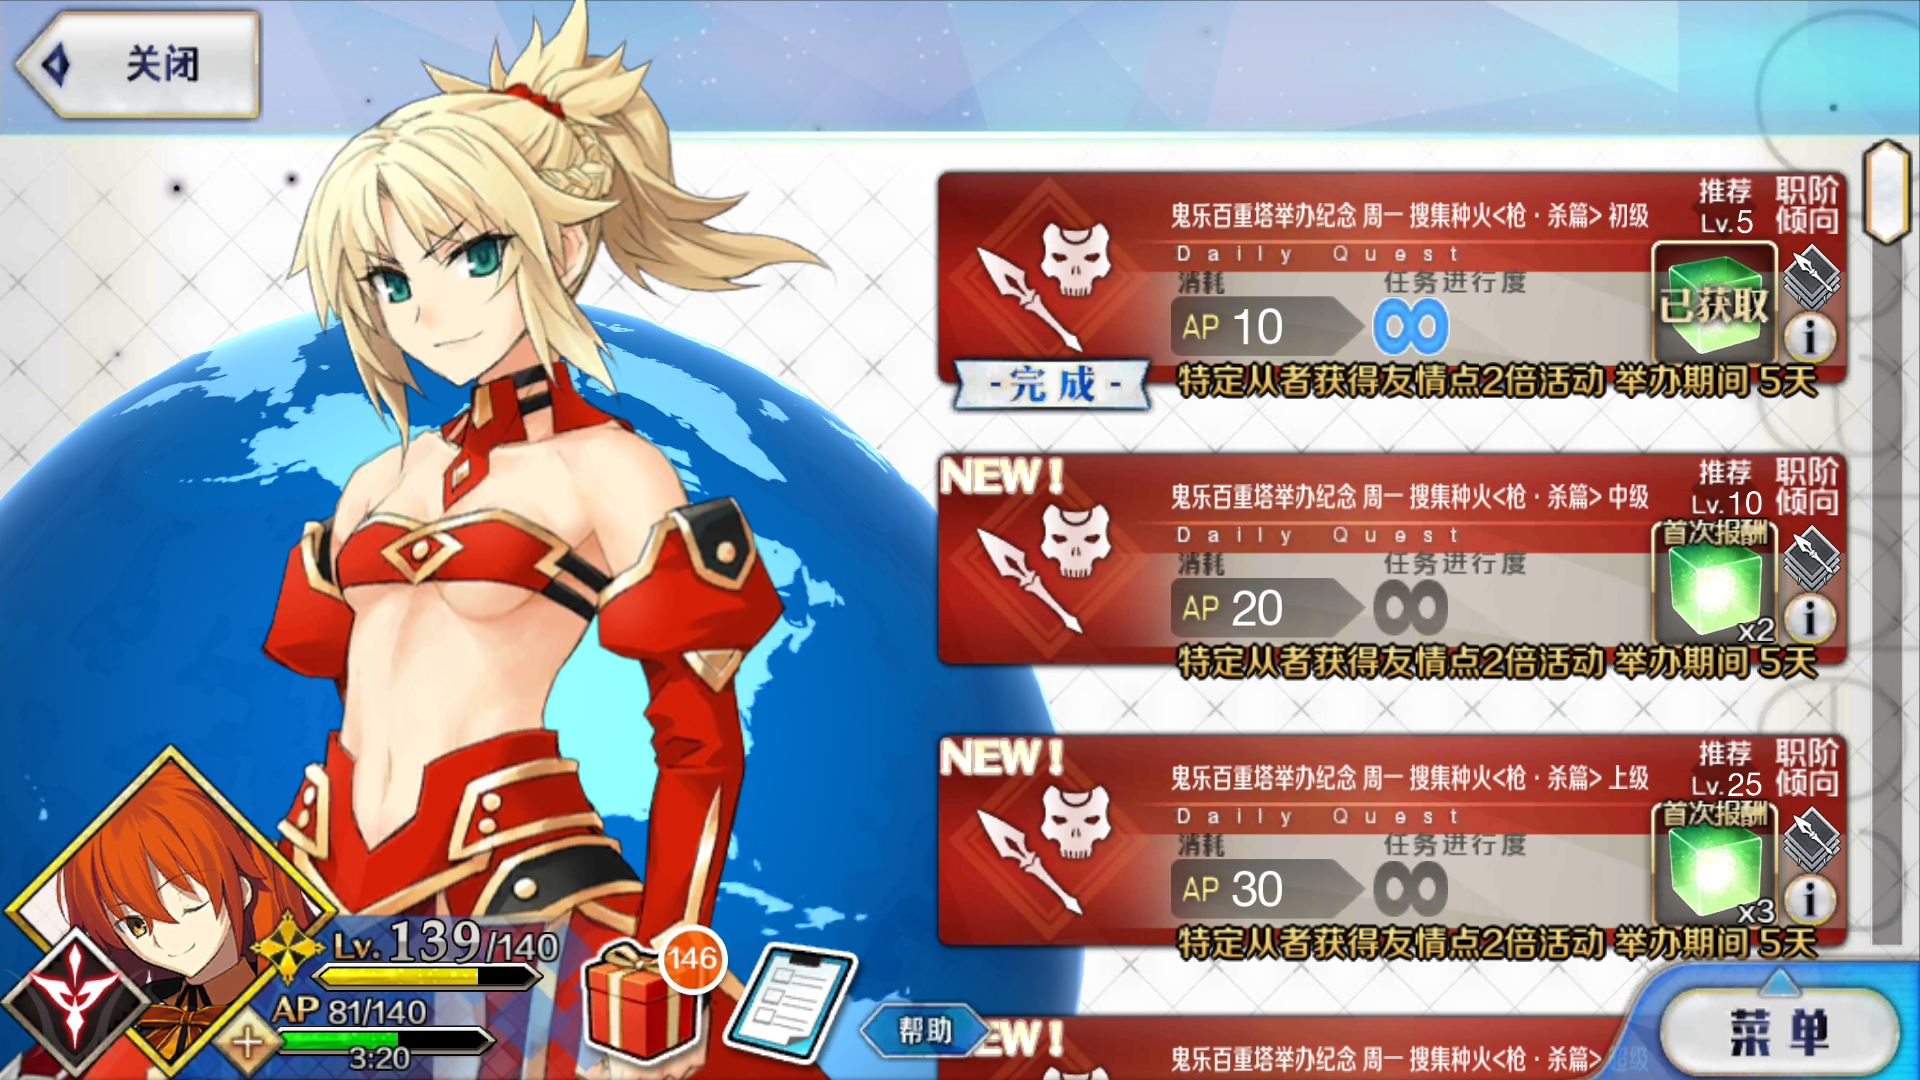 关闭
鬼乐百重塔举办纪念 周一 搜集种火<枪·杀篇> 初级
推荐
Lv.5
职阶
倾向
Daily Quest
消耗
任务进行度
AP 10
∞
已获取
i
-完成-
特定从者获得友情点2倍活动 举办期间 5天
NEW!
鬼乐百重塔举办纪念 周一 搜集种火<枪·杀篇> 中级
推荐
Lv.10
职阶
倾向
Daily Quest
首次报酬
消耗
任务进行度
AP 20
∞
x2
i
特定从者获得友情点2倍活动 举办期间 5天
NEW!
鬼乐百重塔举办纪念 周一 搜集种火<枪·杀篇> 上级
推荐
Lv.25
职阶
倾向
Daily Quest
首次报酬
消耗
任务进行度
AP 30
∞
x3
i
特定从者获得友情点2倍活动 举办期间 5天
鬼乐百重塔举办纪念 周一 搜集种火<枪·杀篇> 超级
Lv.139/140
AP 81/140
3:20
146
帮助
菜单